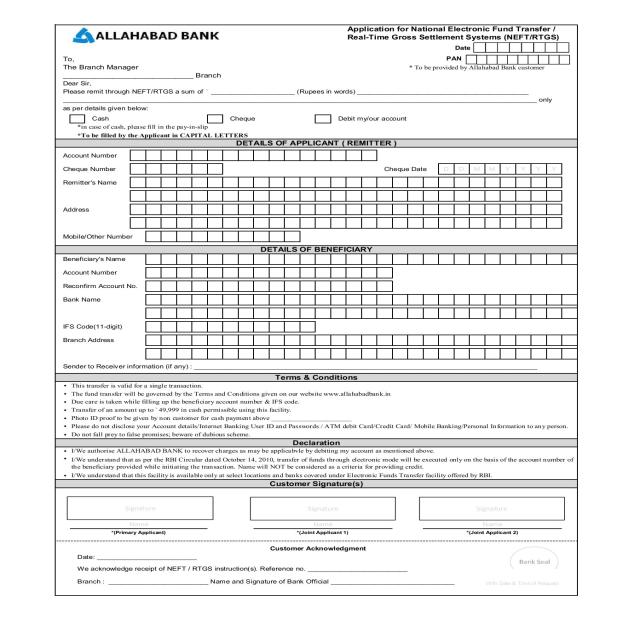 ALLAHABAD BANK
Application for National Electronic Fund Transfer /
Real-Time Gross Settlement Systems (NEFT/RTGS)
Date
PAN
* To be provided by Allahabad Bank customer
To,
The Branch Manager
______________________ Branch
Dear Sir,
Please remit through NEFT/RTGS a sum of ` ______________ (Rupees in words) ______________________________
______________________________ only
as per details given below:
Cash Cheque Debit my/our account
*in case of cash, please fill in the pay-in-slip
*To be filled by the Applicant in CAPITAL LETTERS
DETAILS OF APPLICANT ( REMITTER )
Account Number
Cheque Number Cheque Date D D M M Y Y Y Y
Remitter's Name
Address
Mobile/Other Number
DETAILS OF BENEFICIARY
Beneficiary's Name
Account Number
Reconfirm Account No.
Bank Name
IFS Code(11-digit)
Branch Address
Sender to Receiver information (if any) : ______________________________
Terms & Conditions
• This transfer is valid for a single transaction.
• The fund transfer will be governed by the Terms and Conditions given on our website www.allahabadbank.in
• Due care is taken while filling up the beneficiary account number & IFS code.
• Transfer of an amount up to ` 49,999 in cash permissible using this facility.
• Photo ID proof to be given by non customer for cash payment above ______________________
• Please do not disclose your Account details/Internet Banking User ID and Passwords / ATM debit Card/Credit Card/ Mobile Banking/Personal Information to any person.
• Do not fall prey to false promises; beware of dubious scheme.
Declaration
• I/We authorise ALLAHABAD BANK to recover charges as may be applicavble by debiting my account as mentioned above.
• I/We understand that as per the RBI Circular dated October 14, 2010, transfer of funds through electronic mode will be executed only on the basis of the account number of
the beneficiary provided while initiating the transaction. Name will NOT be considered as a criteria for providing credit.
• I/We understand that this facility is available only at select locations and banks covered under Electronic Funds Transfer facility offered by RBI.
Customer Signature(s)
Signature Signature Signature
Name Name Name
*(Primary Applicant) *(Joint Applicant 1) *(Joint Applicant 2)
Customer Acknowledgment
Date: ______________________
We acknowledge receipt of NEFT / RTGS instruction(s). Reference no. ______________________
Bank Seal
Branch : ______________________ Name and Signature of Bank Official ______________________
With Date & Time of Request